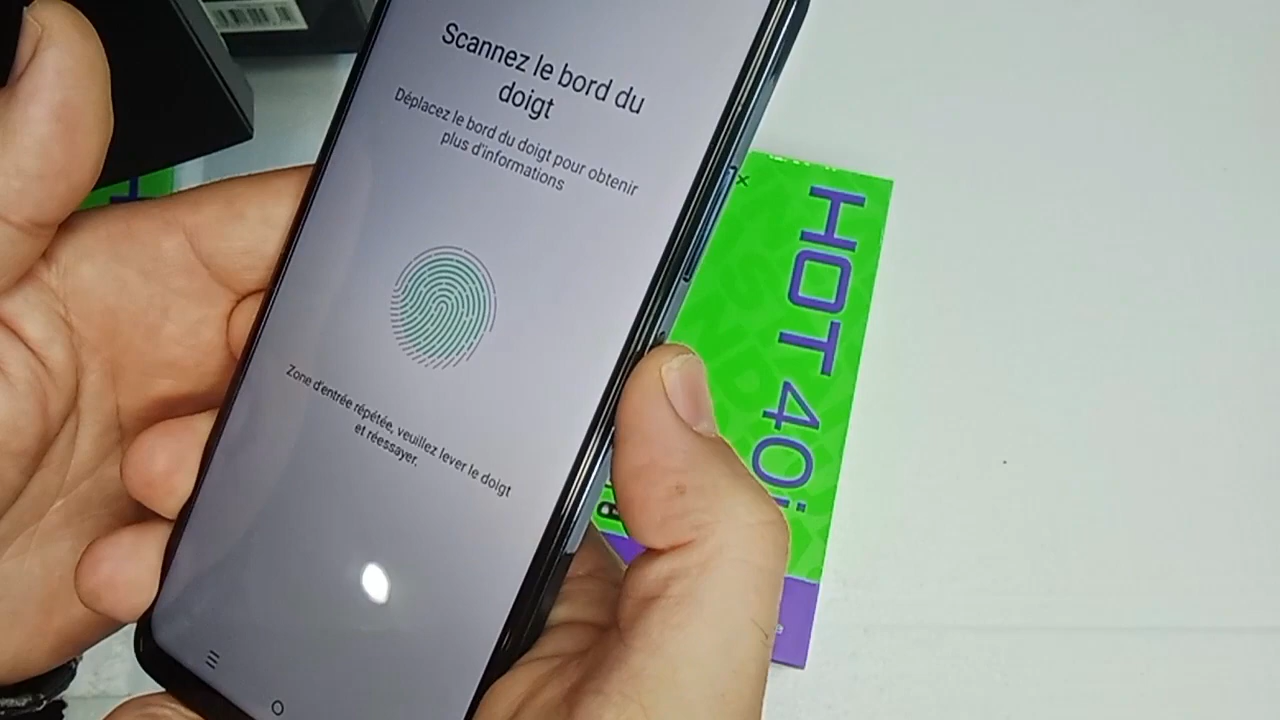 Scannez le bord du
doigt
Déplacez le bord du doigt pour obtenir
plus d'informations
Zone d'entrée répétée, veuillez lever le doigt
et réessayer.
HOT 40i